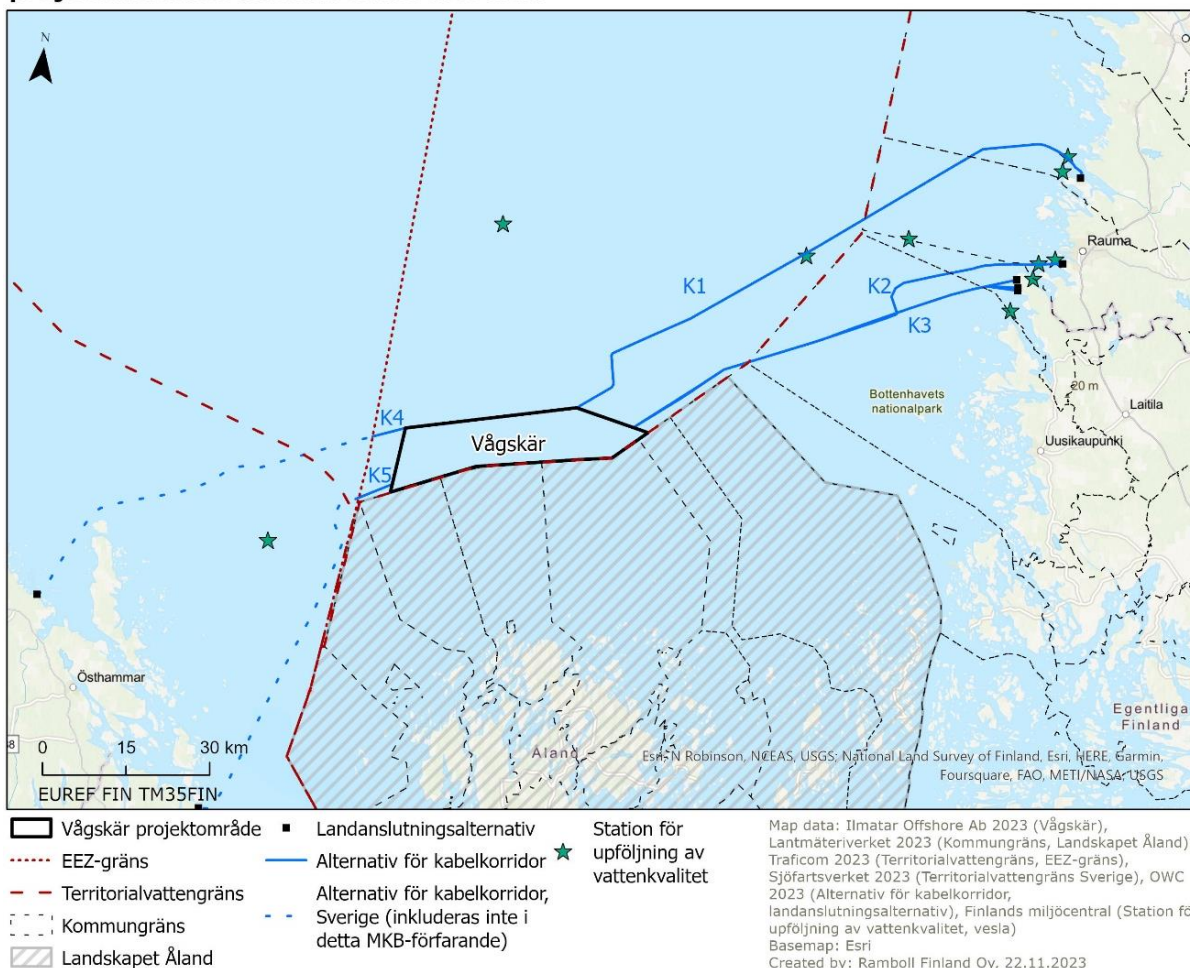 N
K1
K2
K3
K4
K5
Vågskär
Rauma
Bottenhavets
nationalpark
20 m
Laitila
Uusikaupunki
Östhammar
8
0 15 30 km
EUREF FIN TM35FIN
Åland
Egentliga
Finland
Esri, N Robinson, NCEAS, USGS; National Land Survey of Finland, Esri, HERE, Garmin,
Foursquare, FAO, METI/NASA, USGS
Vågskär projektområde
EEZ-gräns
Territorialvattengräns
Kommungräns
Landskapet Åland
Landanslutningsalternativ
Alternativ för kabelkorridor
Alternativ för kabelkorridor,
Sverige (inkluderas inte i
detta MKB-förfarande)
Station för
uppföljning av
vattenkvalitet
Map data: Ilmatar Offshore Ab 2023 (Vågskär),
Lantmäteriverket 2023 (Kommungräns, Landskapet Åland)
Traficom 2023 (Territorialvattengräns, EEZ-gräns),
Sjöfartsverket 2023 (Territorialvattengräns Sverige), OWC
2023 (Alternativ för kabelkorridor,
landanslutningsalternativ), Finlands miljöcentral (Station fö
upföljning av vattenkvalitet, vesla)
Basemap: Esri
Created by: Ramboll Finland Oy, 22.11.2023